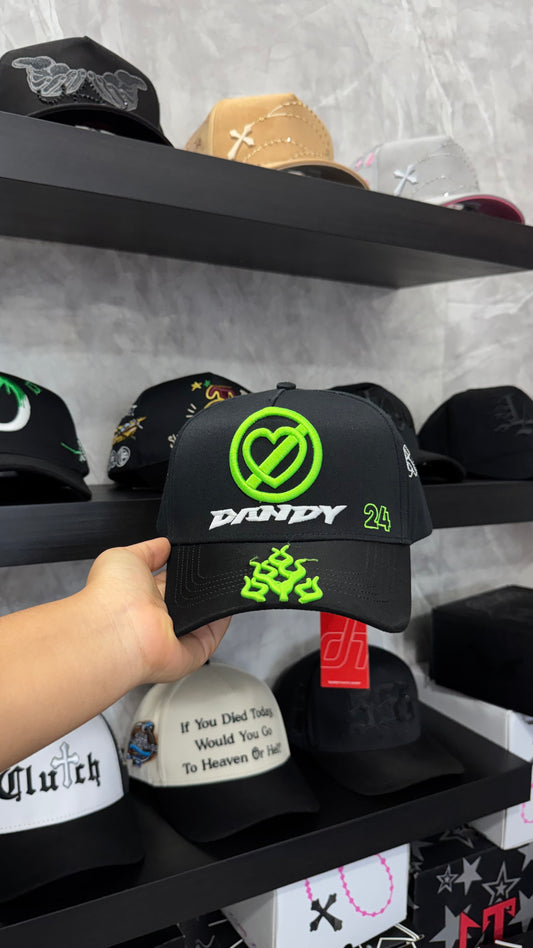 DANDY
24
If You Died Today,
Would You Go
To Heaven Or Hell?
Clutch